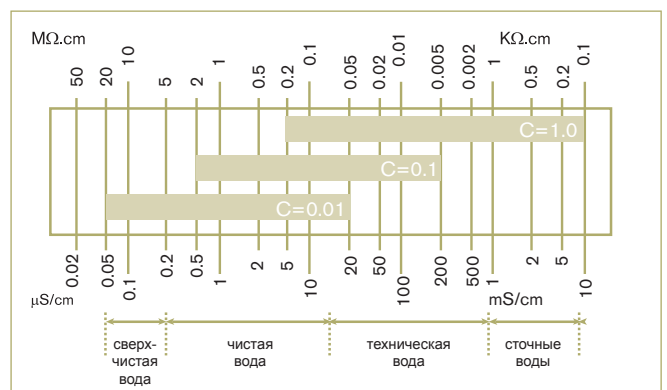 MΩ.cm KΩ.cm
50 20 10 5 2 1 0.5 0.2 0.1 0.05 0.02 0.01 0.005 0.002 1 0.5 0.2 0.1
C=1.0
C=0.1
C=0.01
0.02 0.05 0.1 0.2 0.5 1 2 5 10 20 50 100 200 500 1 2 5 10
µS/cm mS/cm
сверх- чистая техническая сточные
чистая вода вода воды
вода